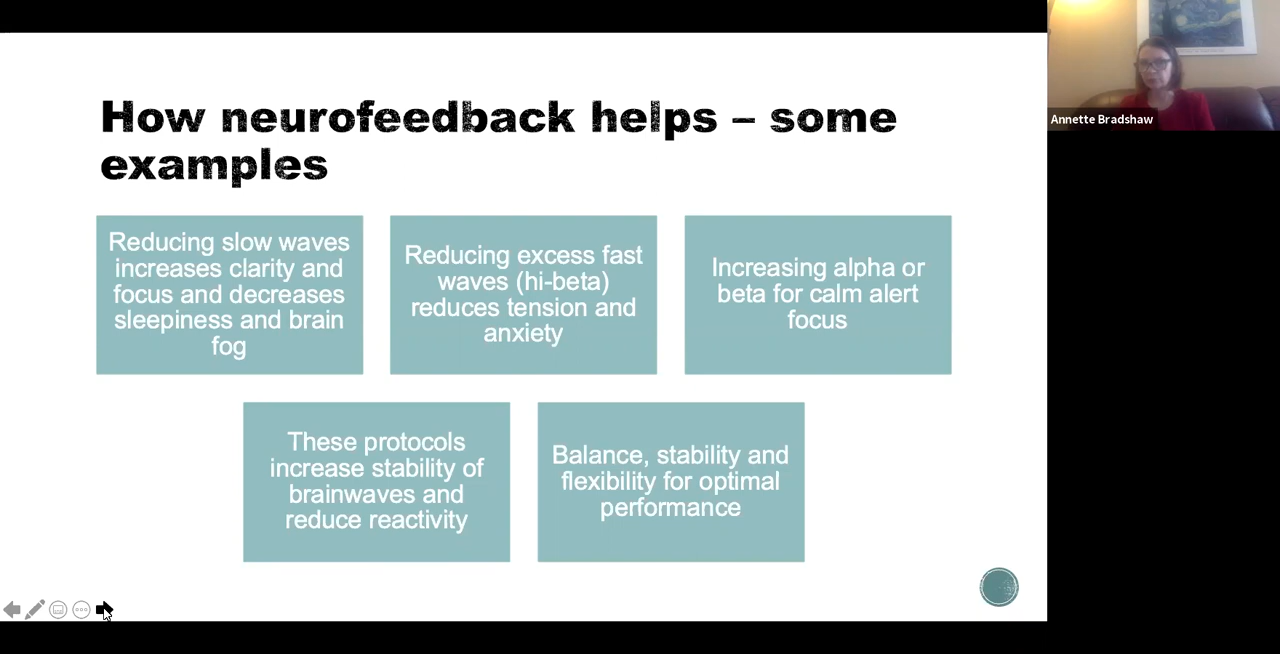 How neurofeedback helps – some
examples
Reducing slow waves
increases clarity and
focus and decreases
sleepiness and brain
fog
Reducing excess fast
waves (hi-beta)
reduces tension and
anxiety
Increasing alpha or
beta for calm alert
focus
These protocols
increase stability of
brainwaves and
reduce reactivity
Balance, stability and
flexibility for optimal
performance
Annette Bradshaw